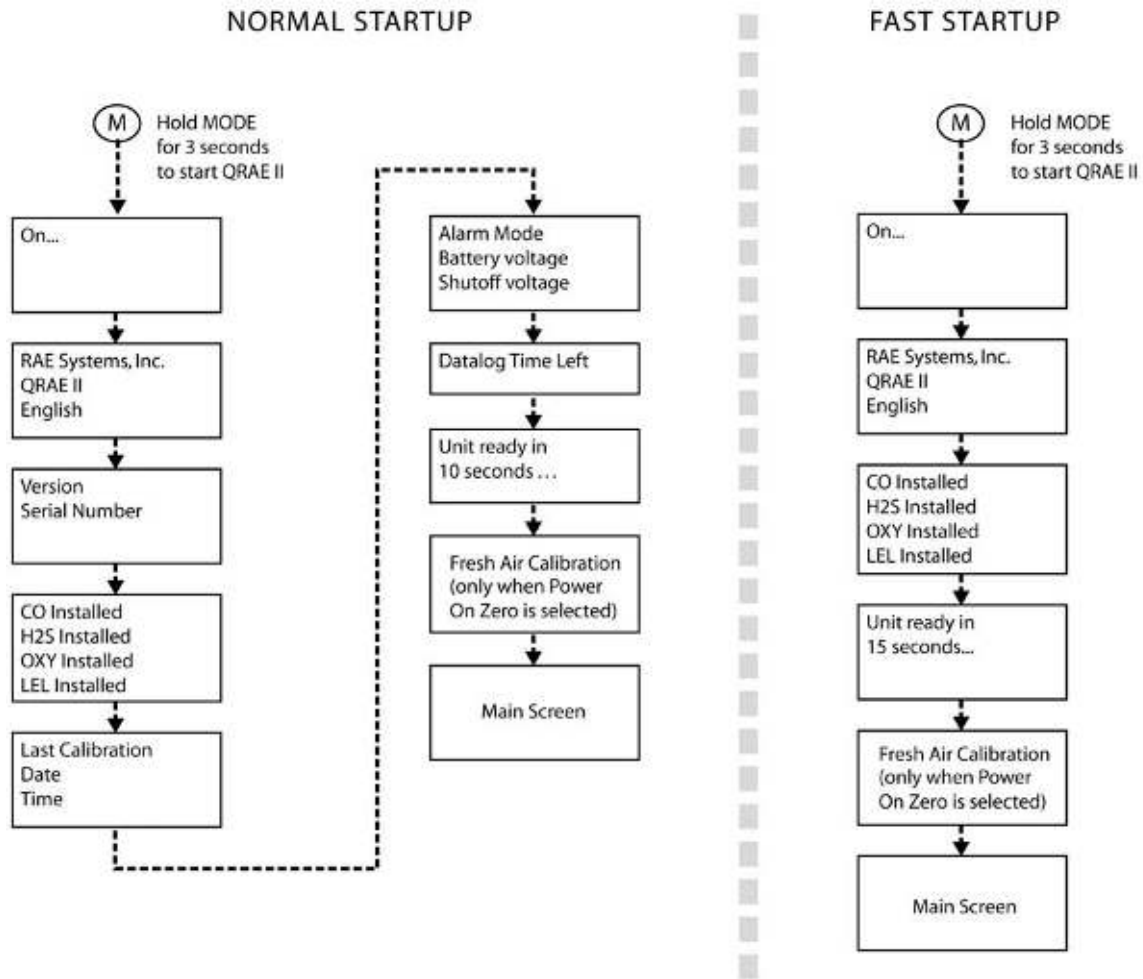 NORMAL STARTUP
M
Hold MODE
for 3 seconds
to start QRAE II
On...
RAE Systems, Inc.
QRAE II
English
Version
Serial Number
CO Installed
H2S Installed
OXY Installed
LEL Installed
Last Calibration
Date
Time
Alarm Mode
Battery voltage
Shutoff voltage
Datalog Time Left
Unit ready in
10 seconds ...
Fresh Air Calibration
(only when Power
On Zero is selected)
Main Screen
FAST STARTUP
M
Hold MODE
for 3 seconds
to start QRAE II
On...
RAE Systems, Inc.
QRAE II
English
CO Installed
H2S Installed
OXY Installed
LEL Installed
Unit ready in
15 seconds...
Fresh Air Calibration
(only when Power
On Zero is selected)
Main Screen